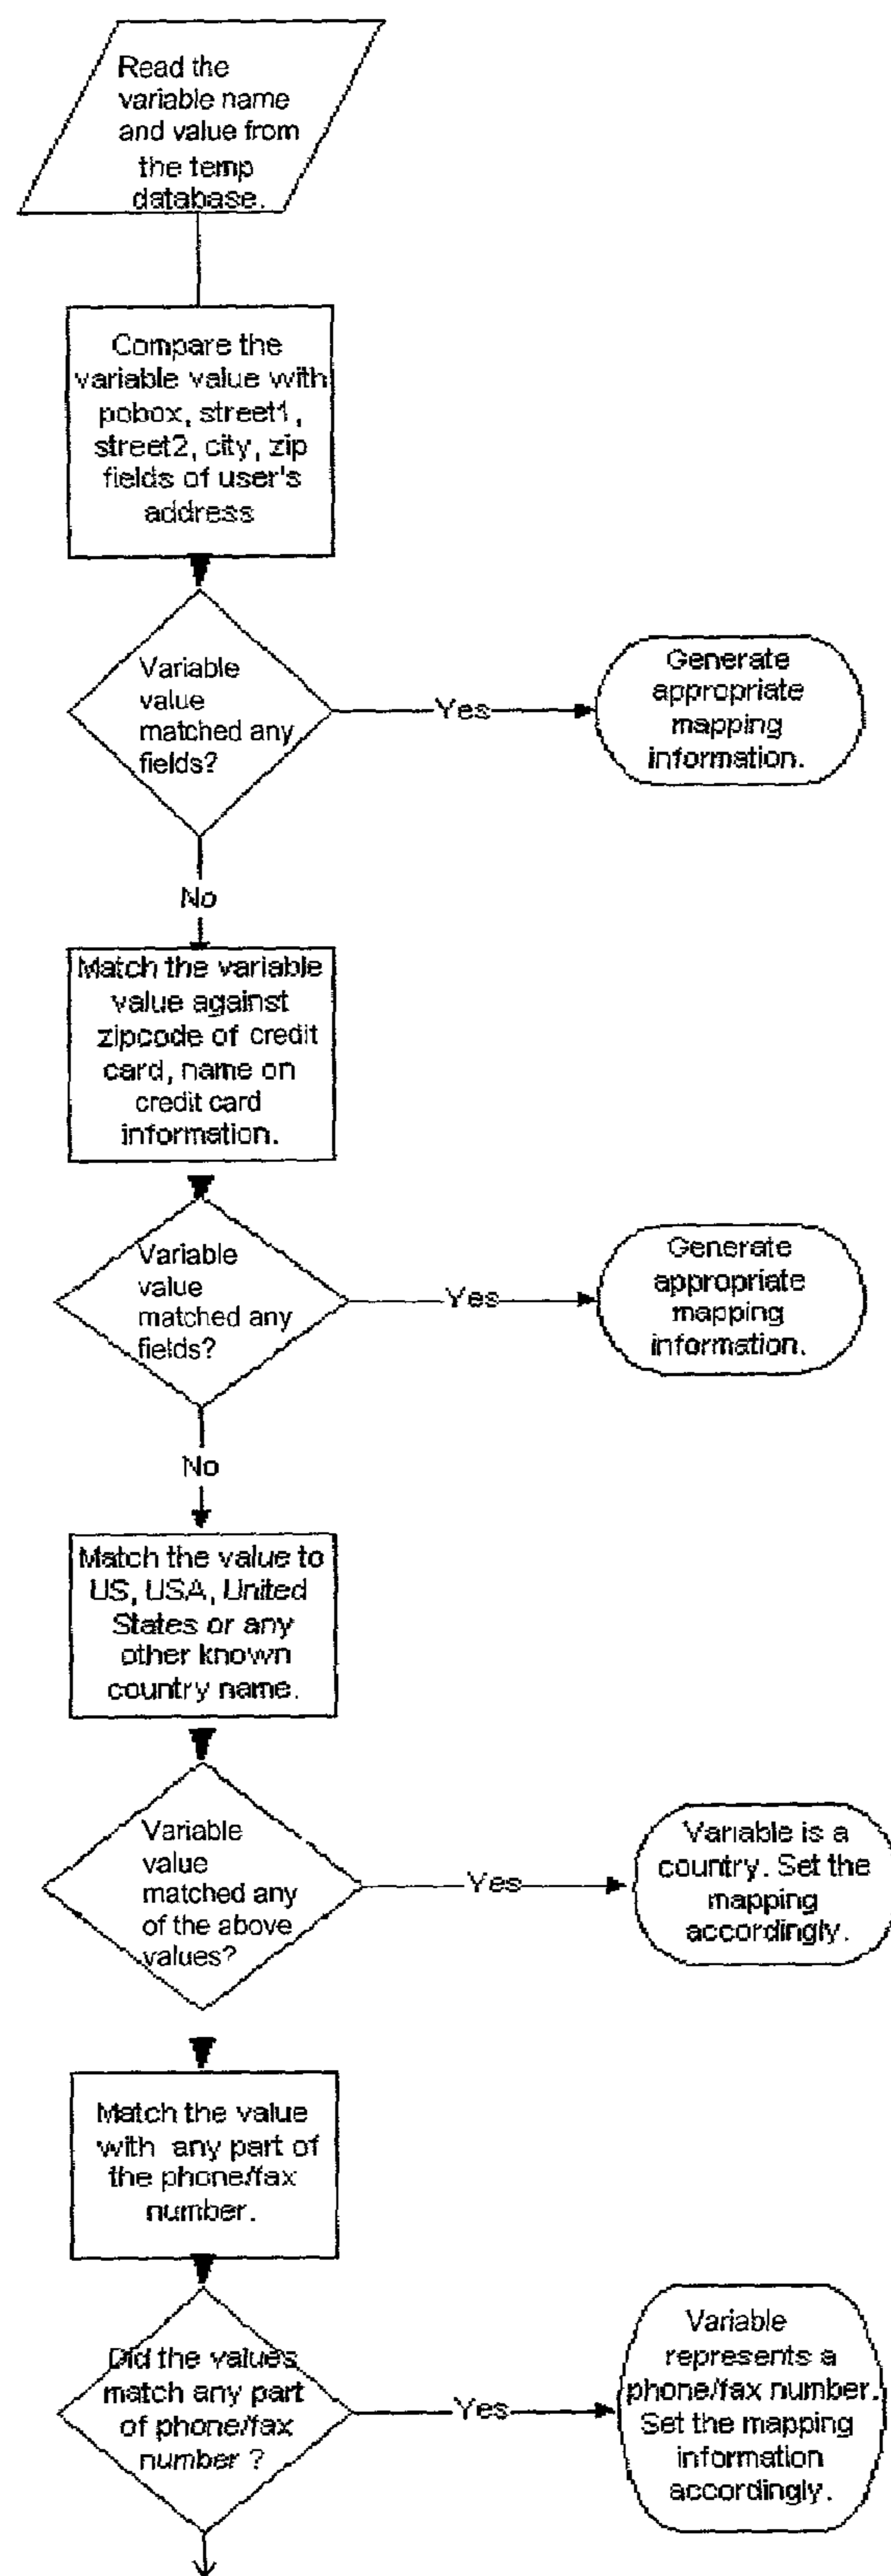 Read the
variable name
and value from
the temp
database.
Compare the
variable value with
pobox, street1,
street2, city, zip
fields of user's
address
Variable
value
matched any
fields?
Yes
Generate
appropriate
mapping
information.
No
Match the variable
value against
zipcode of credit
card, name on
credit card
information.
Variable
value
matched any
fields?
Yes
Generate
appropriate
mapping
information.
No
Match the value to
US, USA, United
States or any
other known
country name.
Variable
value
matched any
of the above
values?
Yes
Variable is a
country. Set the
mapping
accordingly.
Match the value
with any part of
the phone/fax
number.
Did the values
match any part
of phone/fax
number ?
Yes
Variable
represents a
phone/fax number.
Set the mapping
information
accordingly.